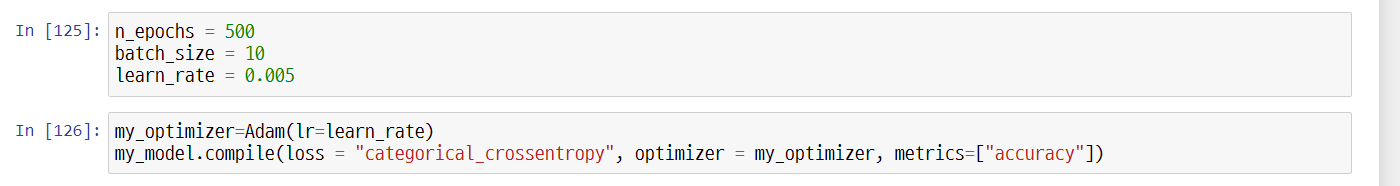 In [125]: n_epochs = 500
batch_size = 10
learn_rate = 0.005
In [126]: my_optimizer=Adam(lr=learn_rate)
my_model.compile(loss = "categorical_crossentropy", optimizer = my_optimizer, metrics=["accuracy"])